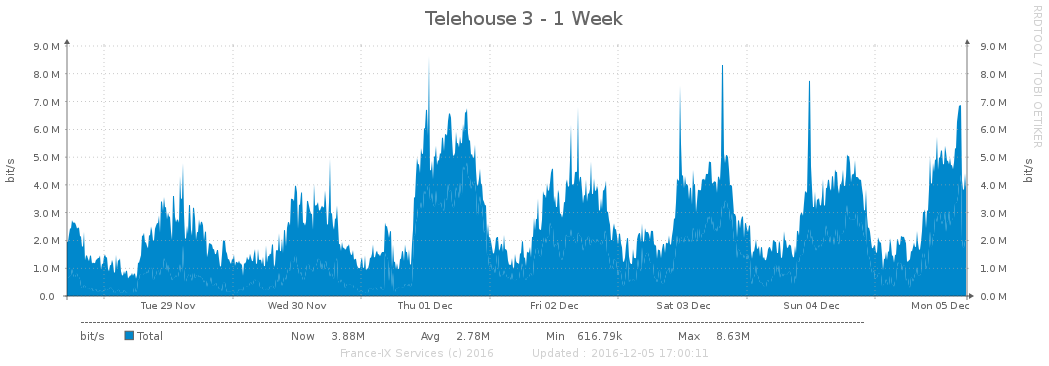 Telehouse 3 - 1 Week
RRDTOOL / TOBI OETIKER
bit/s
9.0 M 9.0 M
8.0 M 8.0 M
7.0 M 7.0 M
6.0 M 6.0 M
5.0 M 5.0 M
4.0 M 4.0 M
3.0 M 3.0 M
2.0 M 2.0 M
1.0 M 1.0 M
0.0 0.0 M
bit/s
Tue 29 Nov Wed 30 Nov Thu 01 Dec Fri 02 Dec Sat 03 Dec Sun 04 Dec Mon 05 Dec
bit/s Total Now 3.88M Avg 2.78M Min 616.79k Max 8.63M
France-IX Services (c) 2016 Updated : 2016-12-05 17:00:11